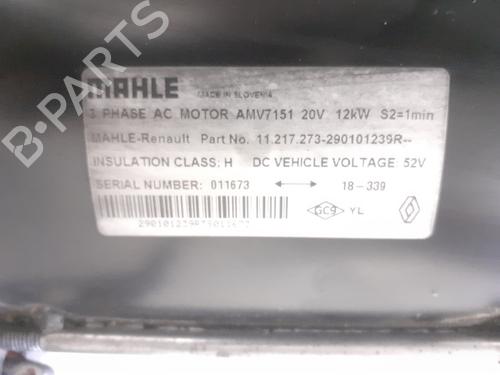 B-PARTS
MAHLE MADE IN SLOVENIA
3 PHASE AC MOTOR AMV7151 20V 12kW S2=1min
MAHLE-Renault Part No. 11.217.273-290101239R--
INSULATION CLASS: H DC VEHICLE VOLTAGE: 52V
SERIAL NUMBER: 011673 18-339
GC9 YL